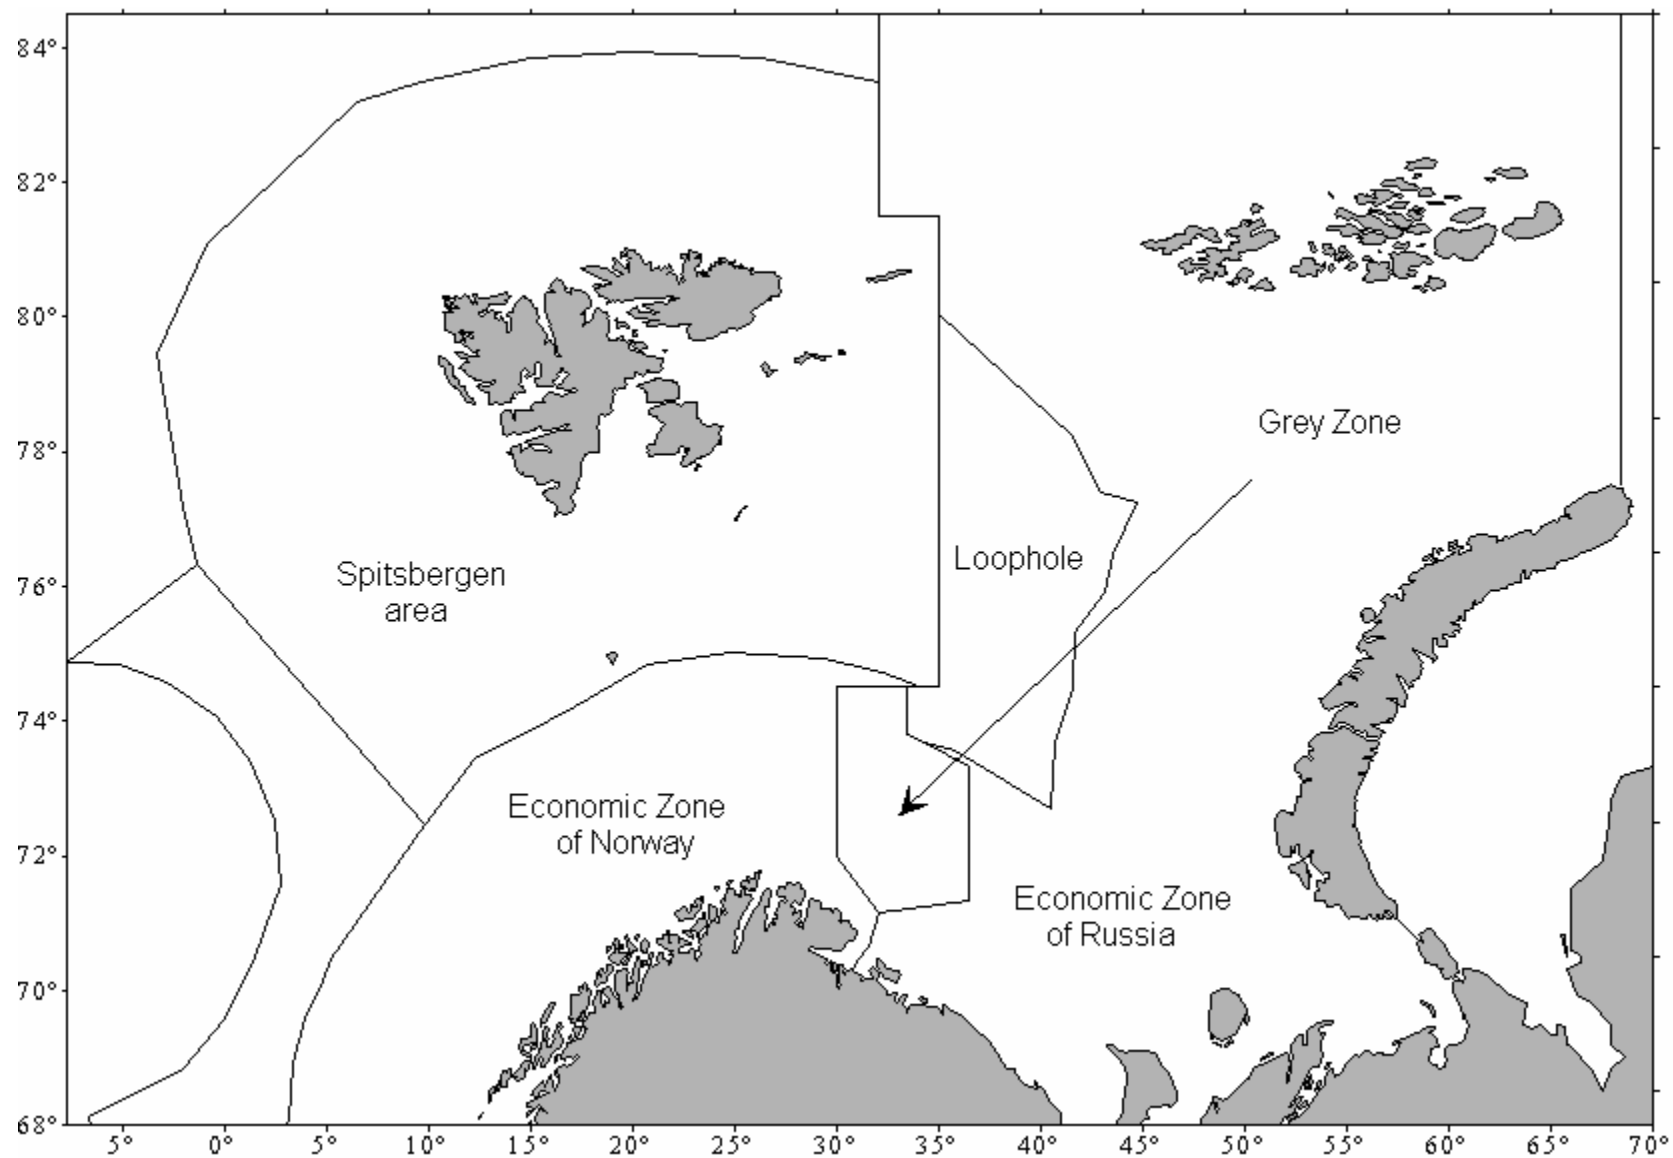 84°
82°
80°
78°
76°
74°
72°
70°
68°
Grey Zone
Loophole
Spitsbergen
area
Economic Zone
of Norway
Economic Zone
of Russia
5° 0° 5° 10° 15° 20° 25° 30° 35° 40° 45° 50° 55° 60° 65° 70°